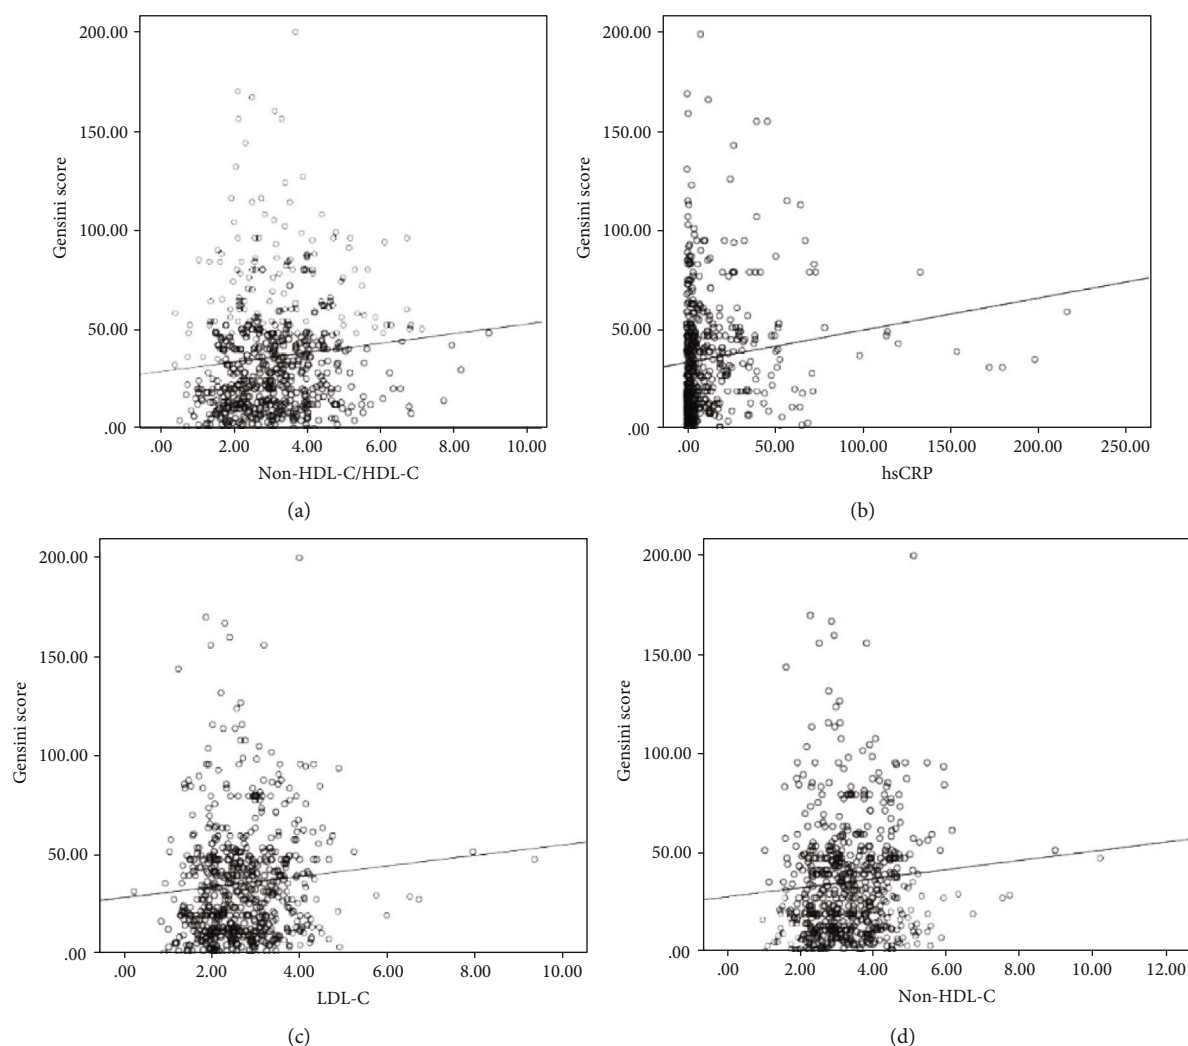 200.00
150.00
100.00
50.00
.00
Gensini score
.00 2.00 4.00 6.00 8.00 10.00
Non-HDL-C/HDL-C
(a)
200.00
150.00
100.00
50.00
.00
Gensini score
.00 50.00 100.00 150.00 200.00 250.00
hsCRP
(b)
200.00
150.00
100.00
50.00
.00
Gensini score
.00 2.00 4.00 6.00 8.00 10.00
LDL-C
(c)
200.00
150.00
100.00
50.00
.00
Gensini score
.00 2.00 4.00 6.00 8.00 10.00 12.00
Non-HDL-C
(d)